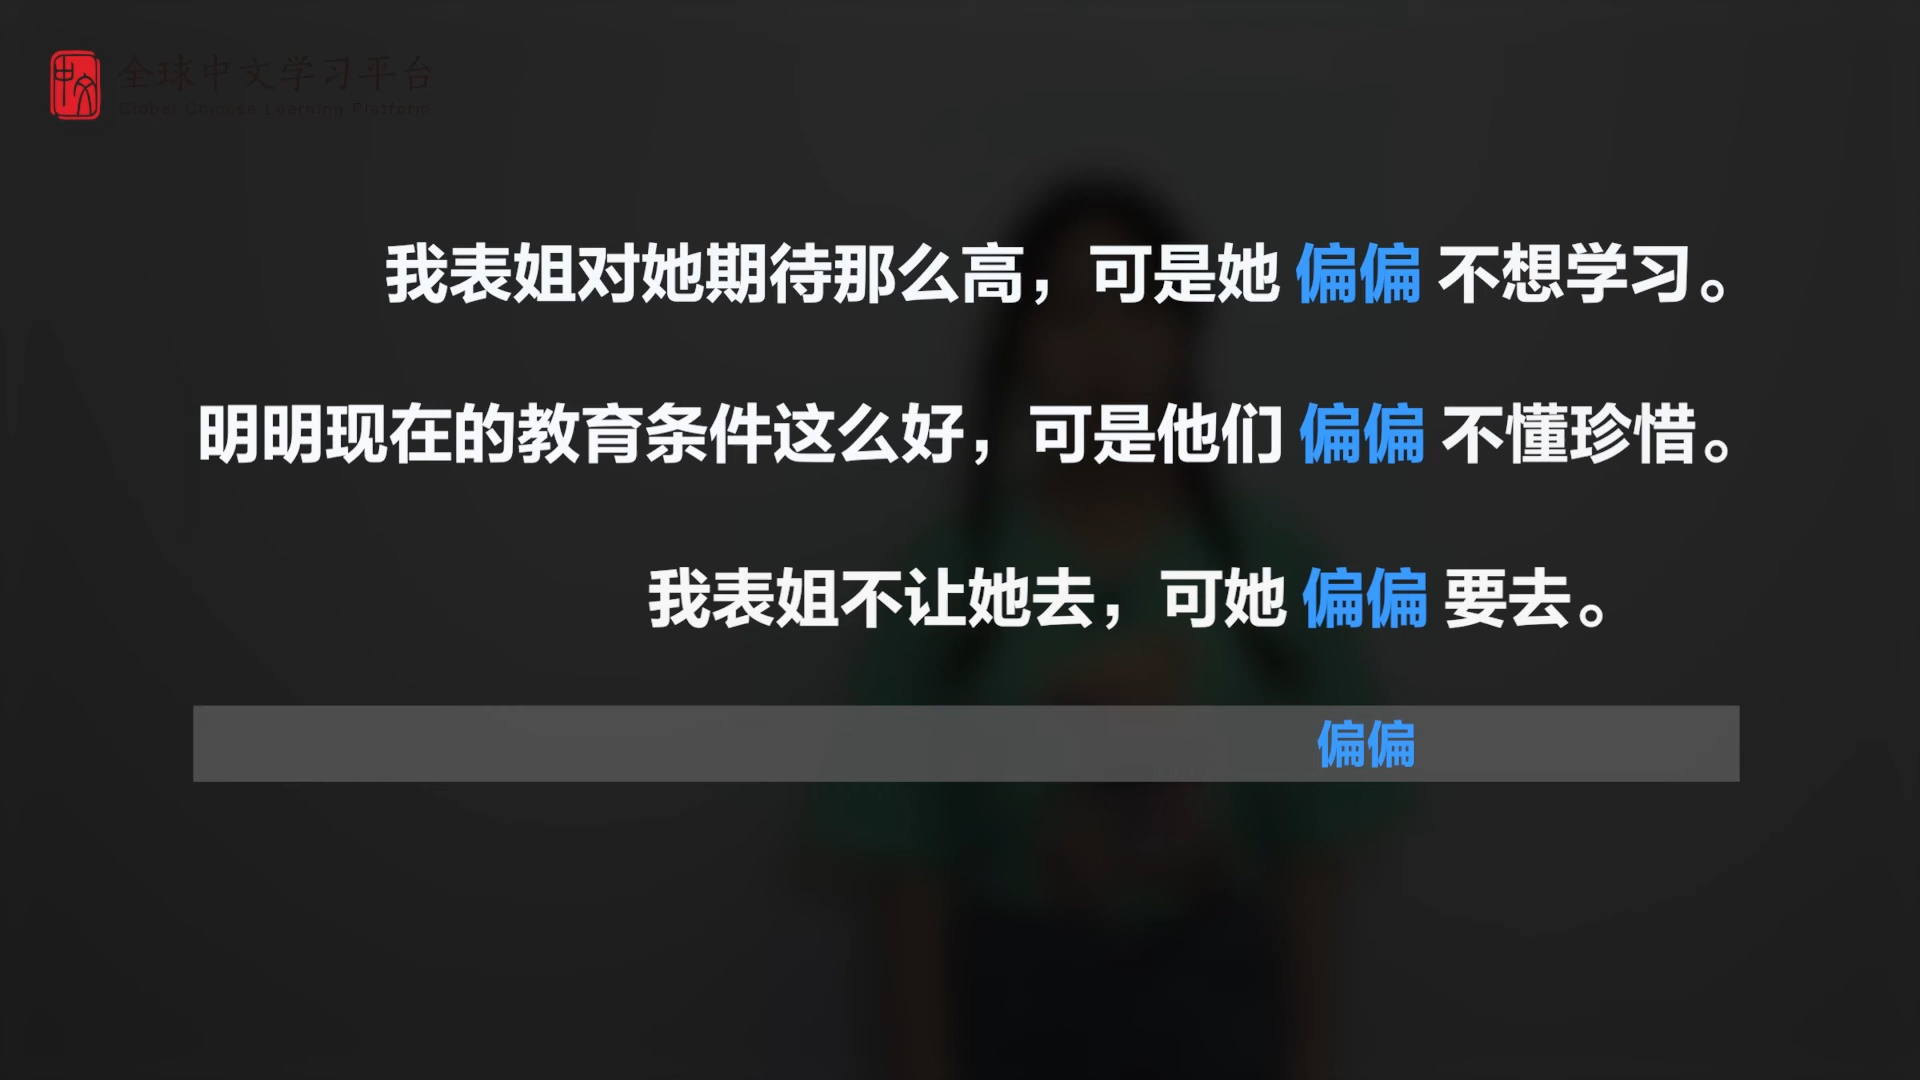 中文
全球中文学习平台
Global Chinese Learning Platform
我表姐对她期待那么高，可是她 偏偏 不想学习。
明明现在的教育条件这么好，可是他们 偏偏 不懂珍惜。
我表姐不让她去，可她 偏偏 要去。
偏偏